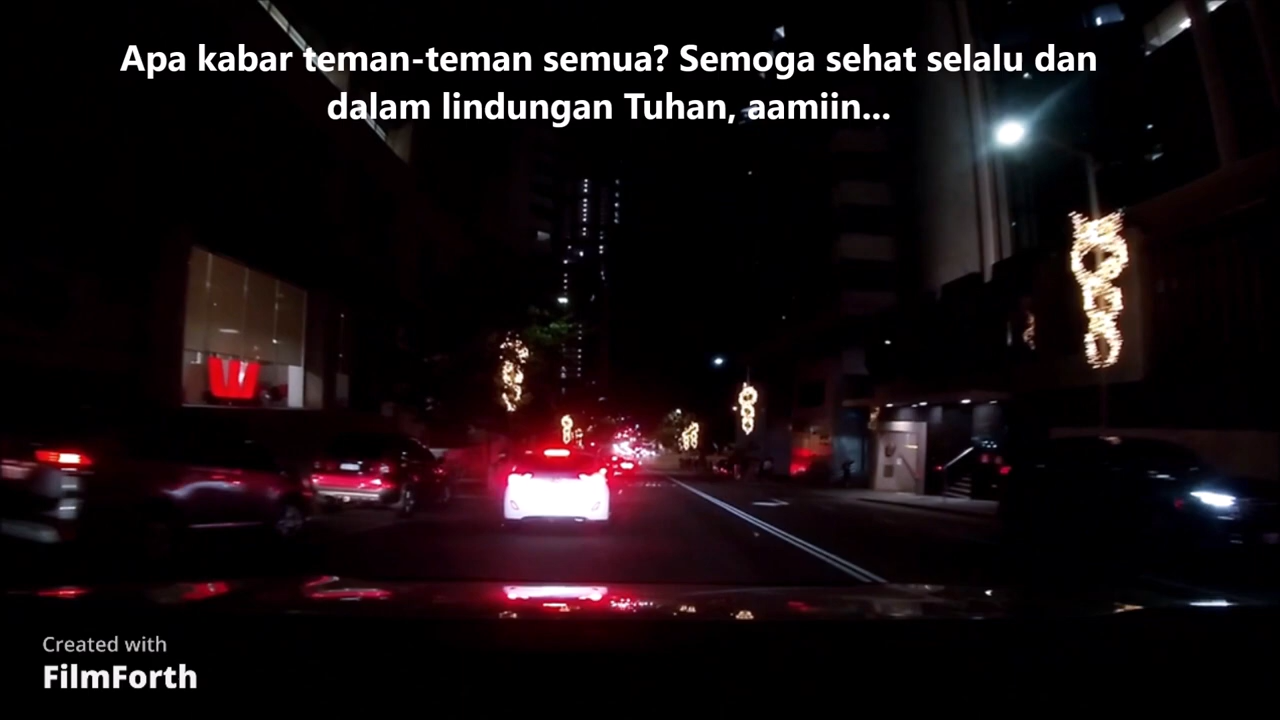 Apa kabar teman-teman semua? Semoga sehat selalu dan
dalam lindungan Tuhan, aamiin...
W
Created with
FilmForth